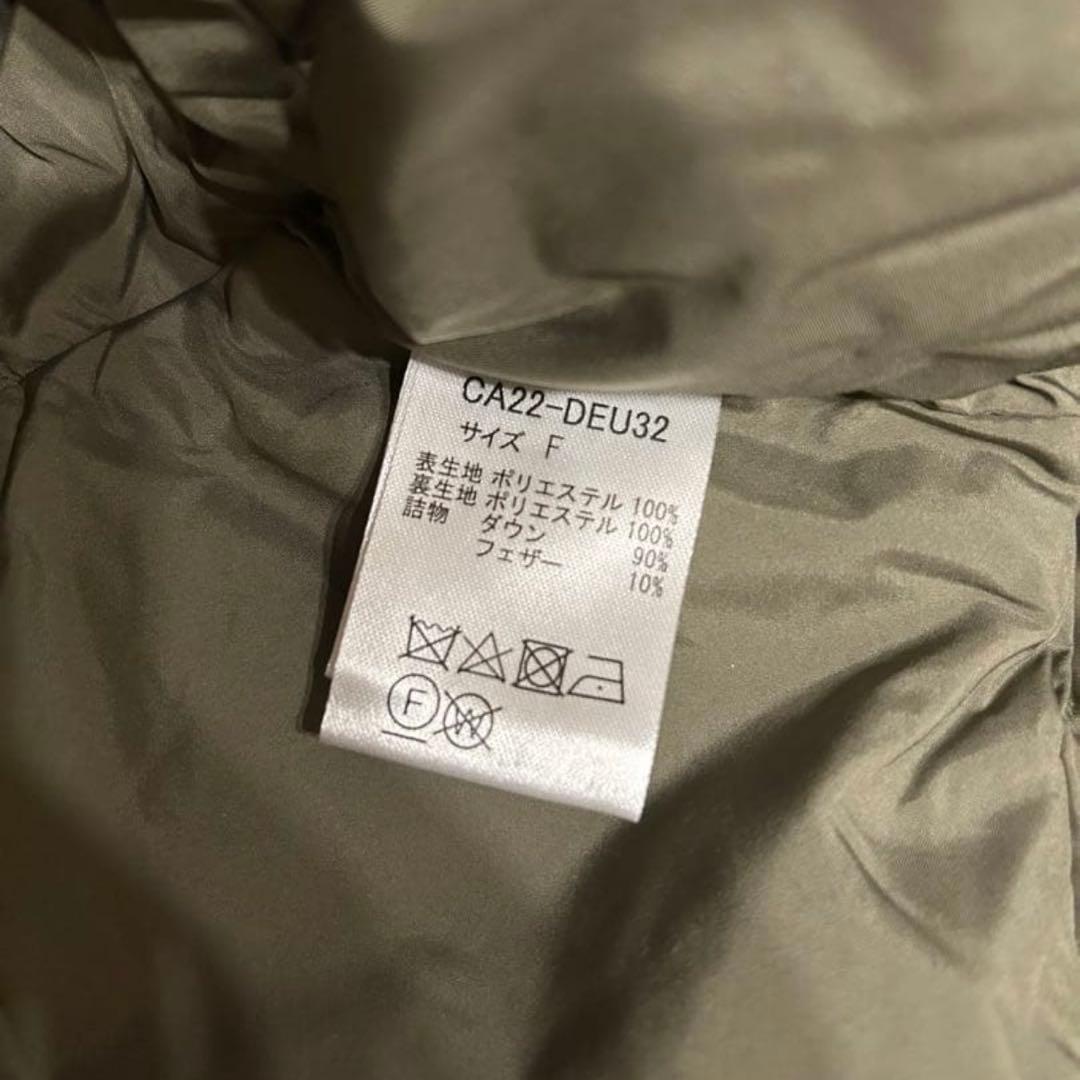 CA22-DEU32
サイズ F
表生地 ポリエステル 100%
裏生地 ポリエステル 100%
詰物 ダウン 90%
フェザー 10%
F W